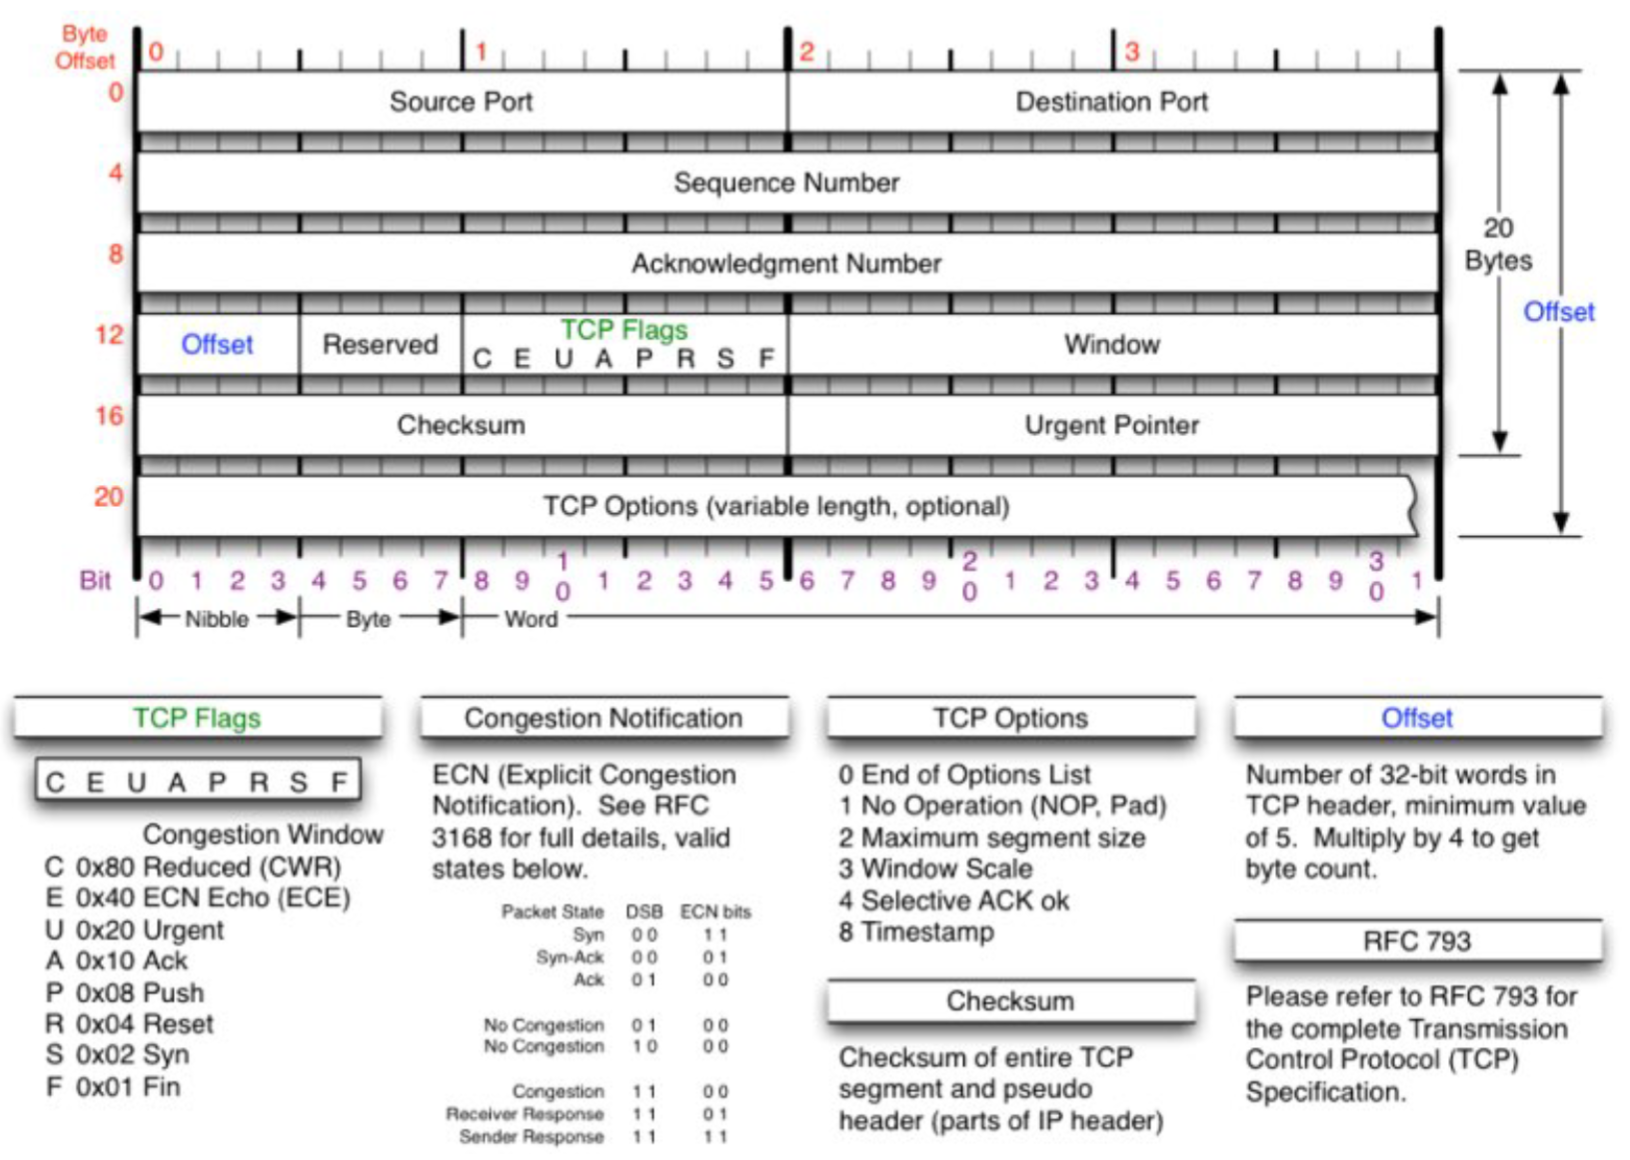 Byte
Offset
0 1 2 3
0
Source Port Destination Port
4
Sequence Number
8
Acknowledgment Number
20
Bytes
Offset
12
Offset Reserved TCP Flags Window
C E U A P R S F
16
Checksum Urgent Pointer
20
TCP Options (variable length, optional)
Bit 0 1 2 3 4 5 6 7 8 9 10 1 2 3 4 5 6 7 8 9 20 1 2 3 4 5 6 7 8 9 30 1
Nibble Byte Word
TCP Flags
C E U A P R S F
Congestion Window
C 0x80 Reduced (CWR)
E 0x40 ECN Echo (ECE)
U 0x20 Urgent
A 0x10 Ack
P 0x08 Push
R 0x04 Reset
S 0x02 Syn
F 0x01 Fin
Congestion Notification
ECN (Explicit Congestion
Notification). See RFC
3168 for full details, valid
states below.
Packet State DSB ECN bits
Syn 0 0 1 1
Syn-Ack 0 0 0 1
Ack 0 1 0 0
No Congestion 0 1 0 0
No Congestion 1 0 0 0
Congestion 1 1 0 0
Receiver Response 1 1 0 1
Sender Response 1 1 1 1
TCP Options
0 End of Options List
1 No Operation (NOP, Pad)
2 Maximum segment size
3 Window Scale
4 Selective ACK ok
8 Timestamp
Checksum
Checksum of entire TCP
segment and pseudo
header (parts of IP header)
Offset
Number of 32-bit words in
TCP header, minimum value
of 5. Multiply by 4 to get
byte count.
RFC 793
Please refer to RFC 793 for
the complete Transmission
Control Protocol (TCP)
Specification.